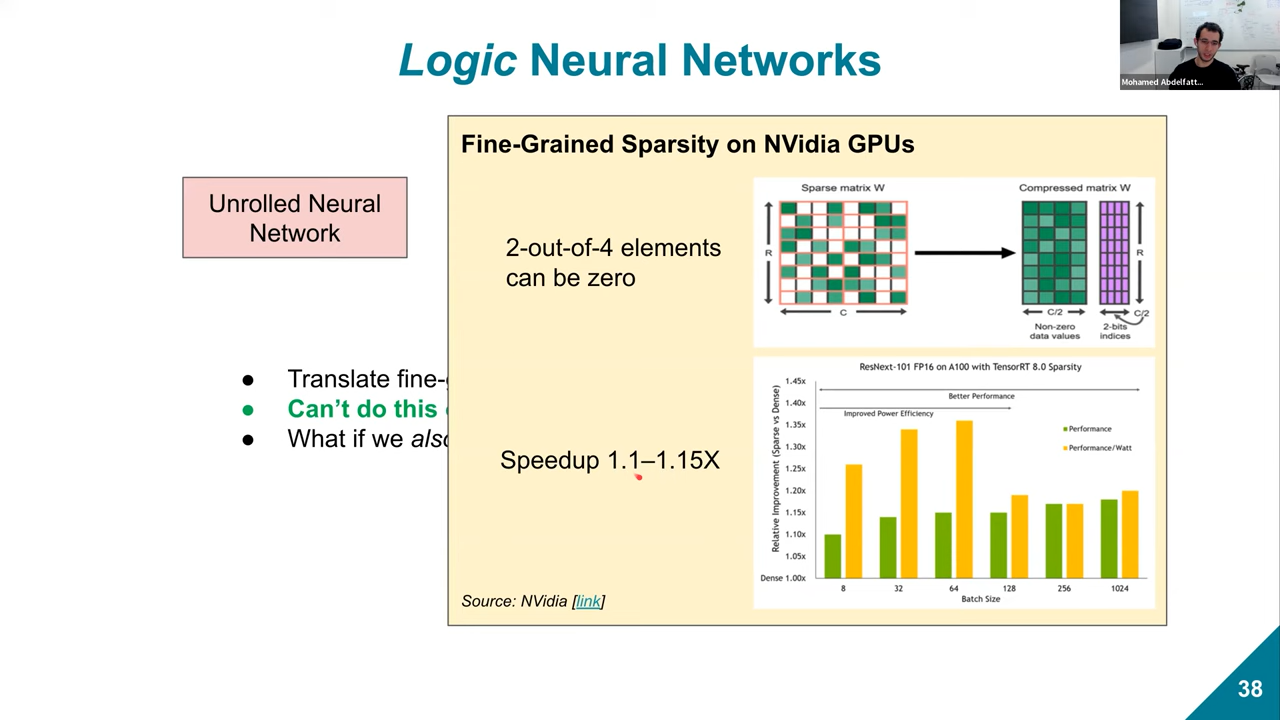 Logic Neural Networks
Mohamed Abdelfatt...
Unrolled Neural
Network
Translate fine-
Can't do this
What if we also
Fine-Grained Sparsity on NVidia GPUs
2-out-of-4 elements
can be zero
Sparse matrix W
Compressed matrix W
R
R
C
C/2
C/2
Non-zero
data values
2-bits
indices
Speedup 1.1–1.15X
ResNext-101 FP16 on A100 with TensorRT 8.0 Sparsity
Relative Improvement (Sparse vs Dense)
1.45x
1.40x
1.35x
1.30x
1.25x
1.20x
1.15x
1.10x
1.05x
Dense 1.00x
Better Performance
Improved Power Efficiency
Performance
Performance/Watt
8 32 64 128 256 1024
Batch Size
Source: NVidia [link]
38